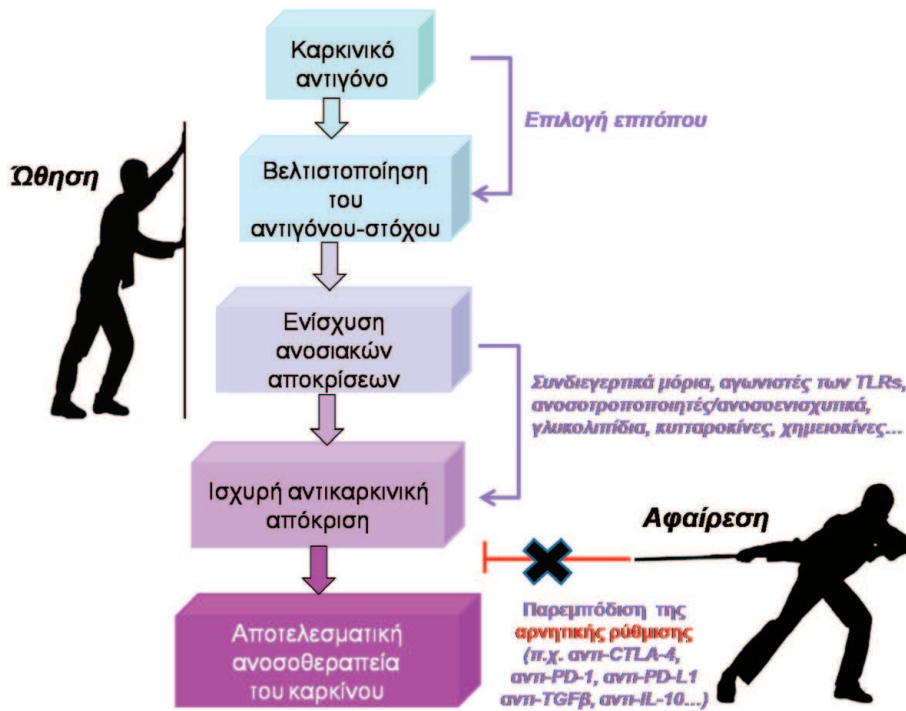 Καρκινικό
αντιγόνο
Επιλογή επιτόπου
Ώθηση
Βελτιστοποίηση
του
αντιγόνου-στόχου
Ενίσχυση
ανοσιακών
αποκρίσεων
Συνδιεγερτικά μόρια, αγωνιστές των TLRs,
ανοσοτροποποιητές/ανοσοενισχυτικά,
γλυκολιπίδια, κυτταροκίνες, χημειοκίνες...
Ισχυρή αντικαρκινική
απόκριση
Αφαίρεση
Παρεμπόδιση της
αρνητικής ρύθμισης
(π.χ. αντι-CTLA-4,
αντι-PD-1, αντι-PD-L1
αντι-TGFβ, αντι-IL-10...)
Αποτελεσματική
ανοσοθεραπεία
του καρκίνου